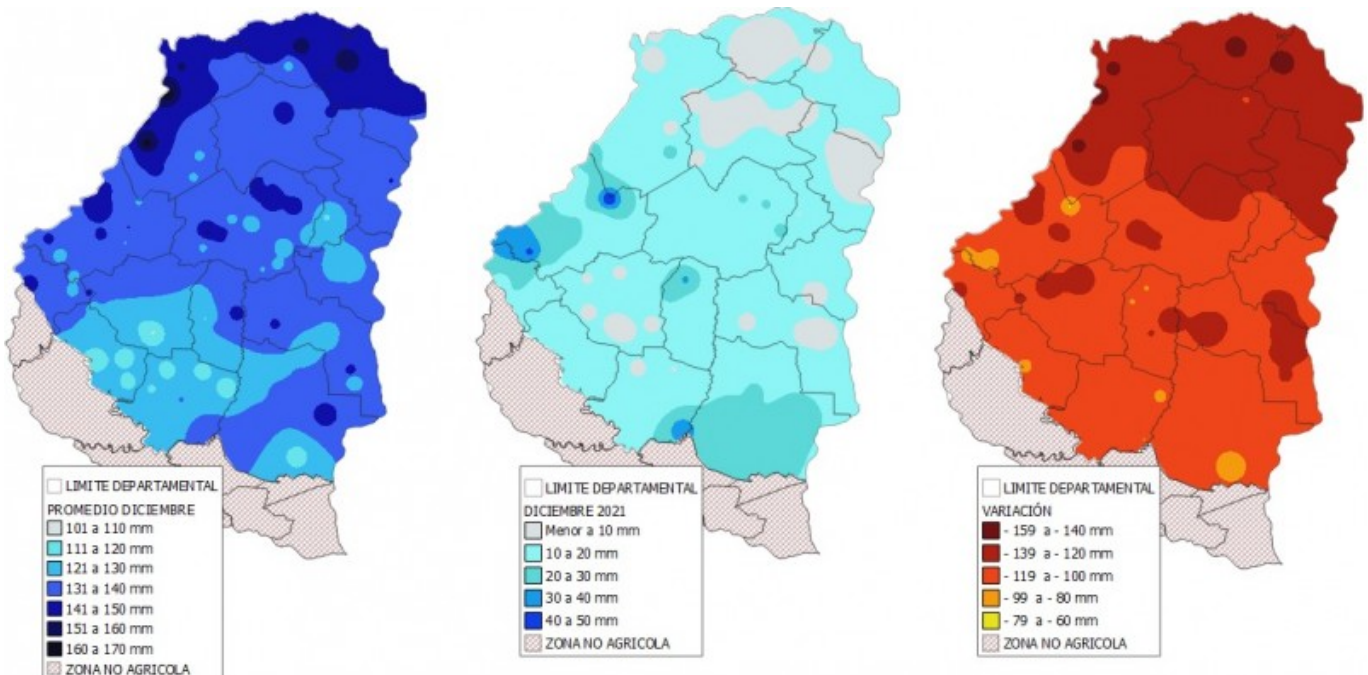 LIMITE DEPARTAMENTAL
PROMEDIO DICIEMBRE
101 a 110 mm
111 a 120 mm
121 a 130 mm
131 a 140 mm
141 a 150 mm
151 a 160 mm
160 a 170 mm
ZONA NO AGRICOLA
LIMITE DEPARTAMENTAL
DICIEMBRE 2021
Menor a 10 mm
10 a 20 mm
20 a 30 mm
30 a 40 mm
40 a 50 mm
ZONA NO AGRICOLA
LIMITE DEPARTAMENTAL
VARIACIÓN
- 159 a - 140 mm
- 139 a - 120 mm
- 119 a - 100 mm
- 99 a - 80 mm
- 79 a - 60 mm
ZONA NO AGRICOLA